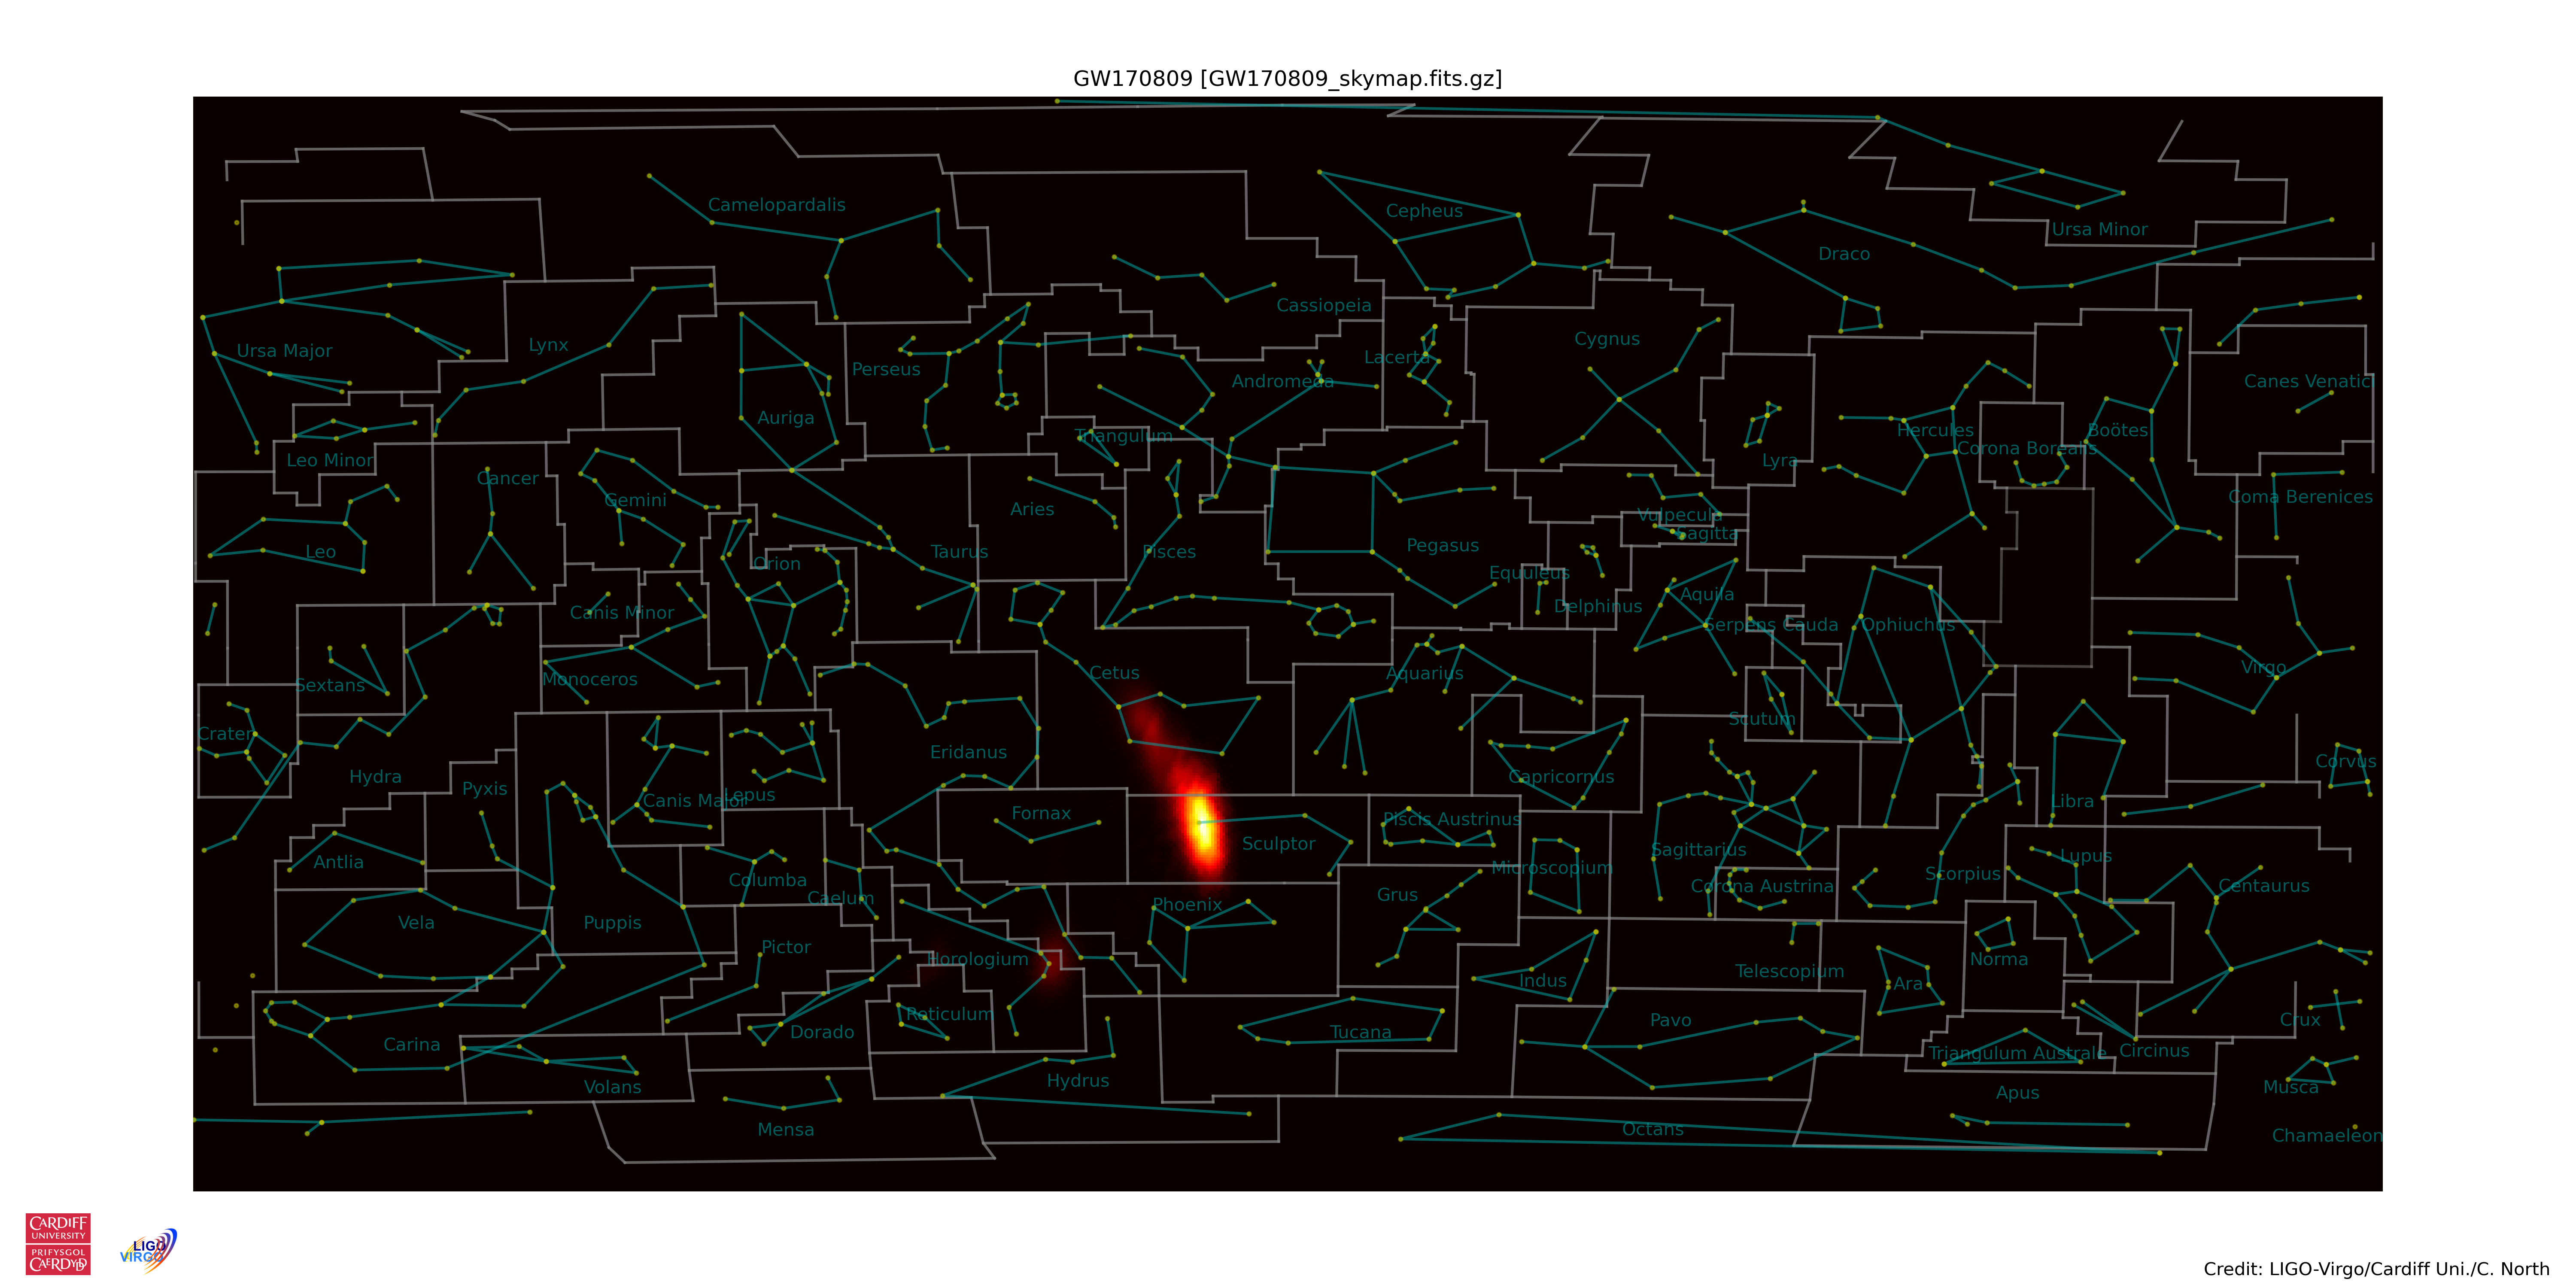 GW170809 [GW170809_skymap.fits.gz]
Camelopardalis
Cepheus
Ursa Minor
Draco
Cassiopeia
Cygnus
Lynx
Ursa Major
Lacerta
Perseus
Andromeda
Canes Venatici
Auriga
Hercules
Boötes
Triangulum
Corona Borealis
Leo Minor
Lyra
Cancer
Gemini
Coma Berenices
Aries
Vulpecula
Sagitta
Pegasus
Leo
Taurus
Pisces
Orion
Equuleus
Aquila
Delphinus
Canis Minor
Serpens Cauda
Ophiuchus
Virgo
Cetus
Aquarius
Monoceros
Sextans
Scutum
Crater
Eridanus
Corvus
Hydra
Capricornus
Pyxis
Lepus
Canis Major
Libra
Fornax
Piscis Austrinus
Sculptor
Sagittarius
Lupus
Antlia
Microscopium
Scorpius
Columba
Corona Austrina
Centaurus
Grus
Caelum
Phoenix
Vela
Puppis
Pictor
Horologium
Norma
Telescopium
Indus
Ara
Reticulum
Pavo
Crux
Dorado
Tucana
Carina
Circinus
Triangulum Australe
Hydrus
Volans
Musca
Apus
Mensa
Octans
Chamaeleon
CARDIFF
UNIVERSITY
PRIFYSGOL
CAERDYDD
LIGO
VIRGO
Credit: LIGO-Virgo/Cardiff Uni./C. North